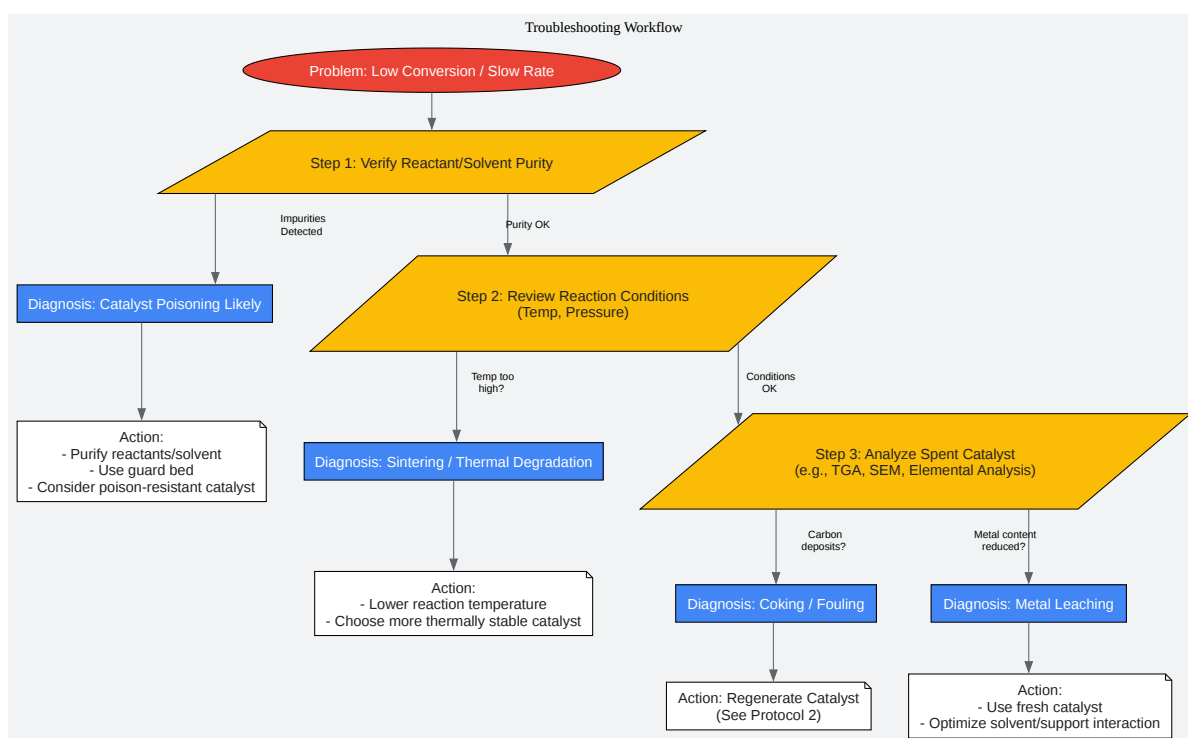 Troubleshooting Workflow
Problem: Low Conversion / Slow Rate
Step 1: Verify Reactant/Solvent Purity
Impurities
Detected
Purity OK
Diagnosis: Catalyst Poisoning Likely
Step 2: Review Reaction Conditions
(Temp, Pressure)
Action:
- Purify reactants/solvent
- Use guard bed
- Consider poison-resistant catalyst
Temp too
high?
Conditions
OK
Diagnosis: Sintering / Thermal Degradation
Step 3: Analyze Spent Catalyst
(e.g., TGA, SEM, Elemental Analysis)
Action:
- Lower reaction temperature
- Choose more thermally stable catalyst
Carbon
deposits?
Metal content
reduced?
Diagnosis: Coking / Fouling
Diagnosis: Metal Leaching
Action: Regenerate Catalyst
(See Protocol 2)
Action:
- Use fresh catalyst
- Optimize solvent/support interaction